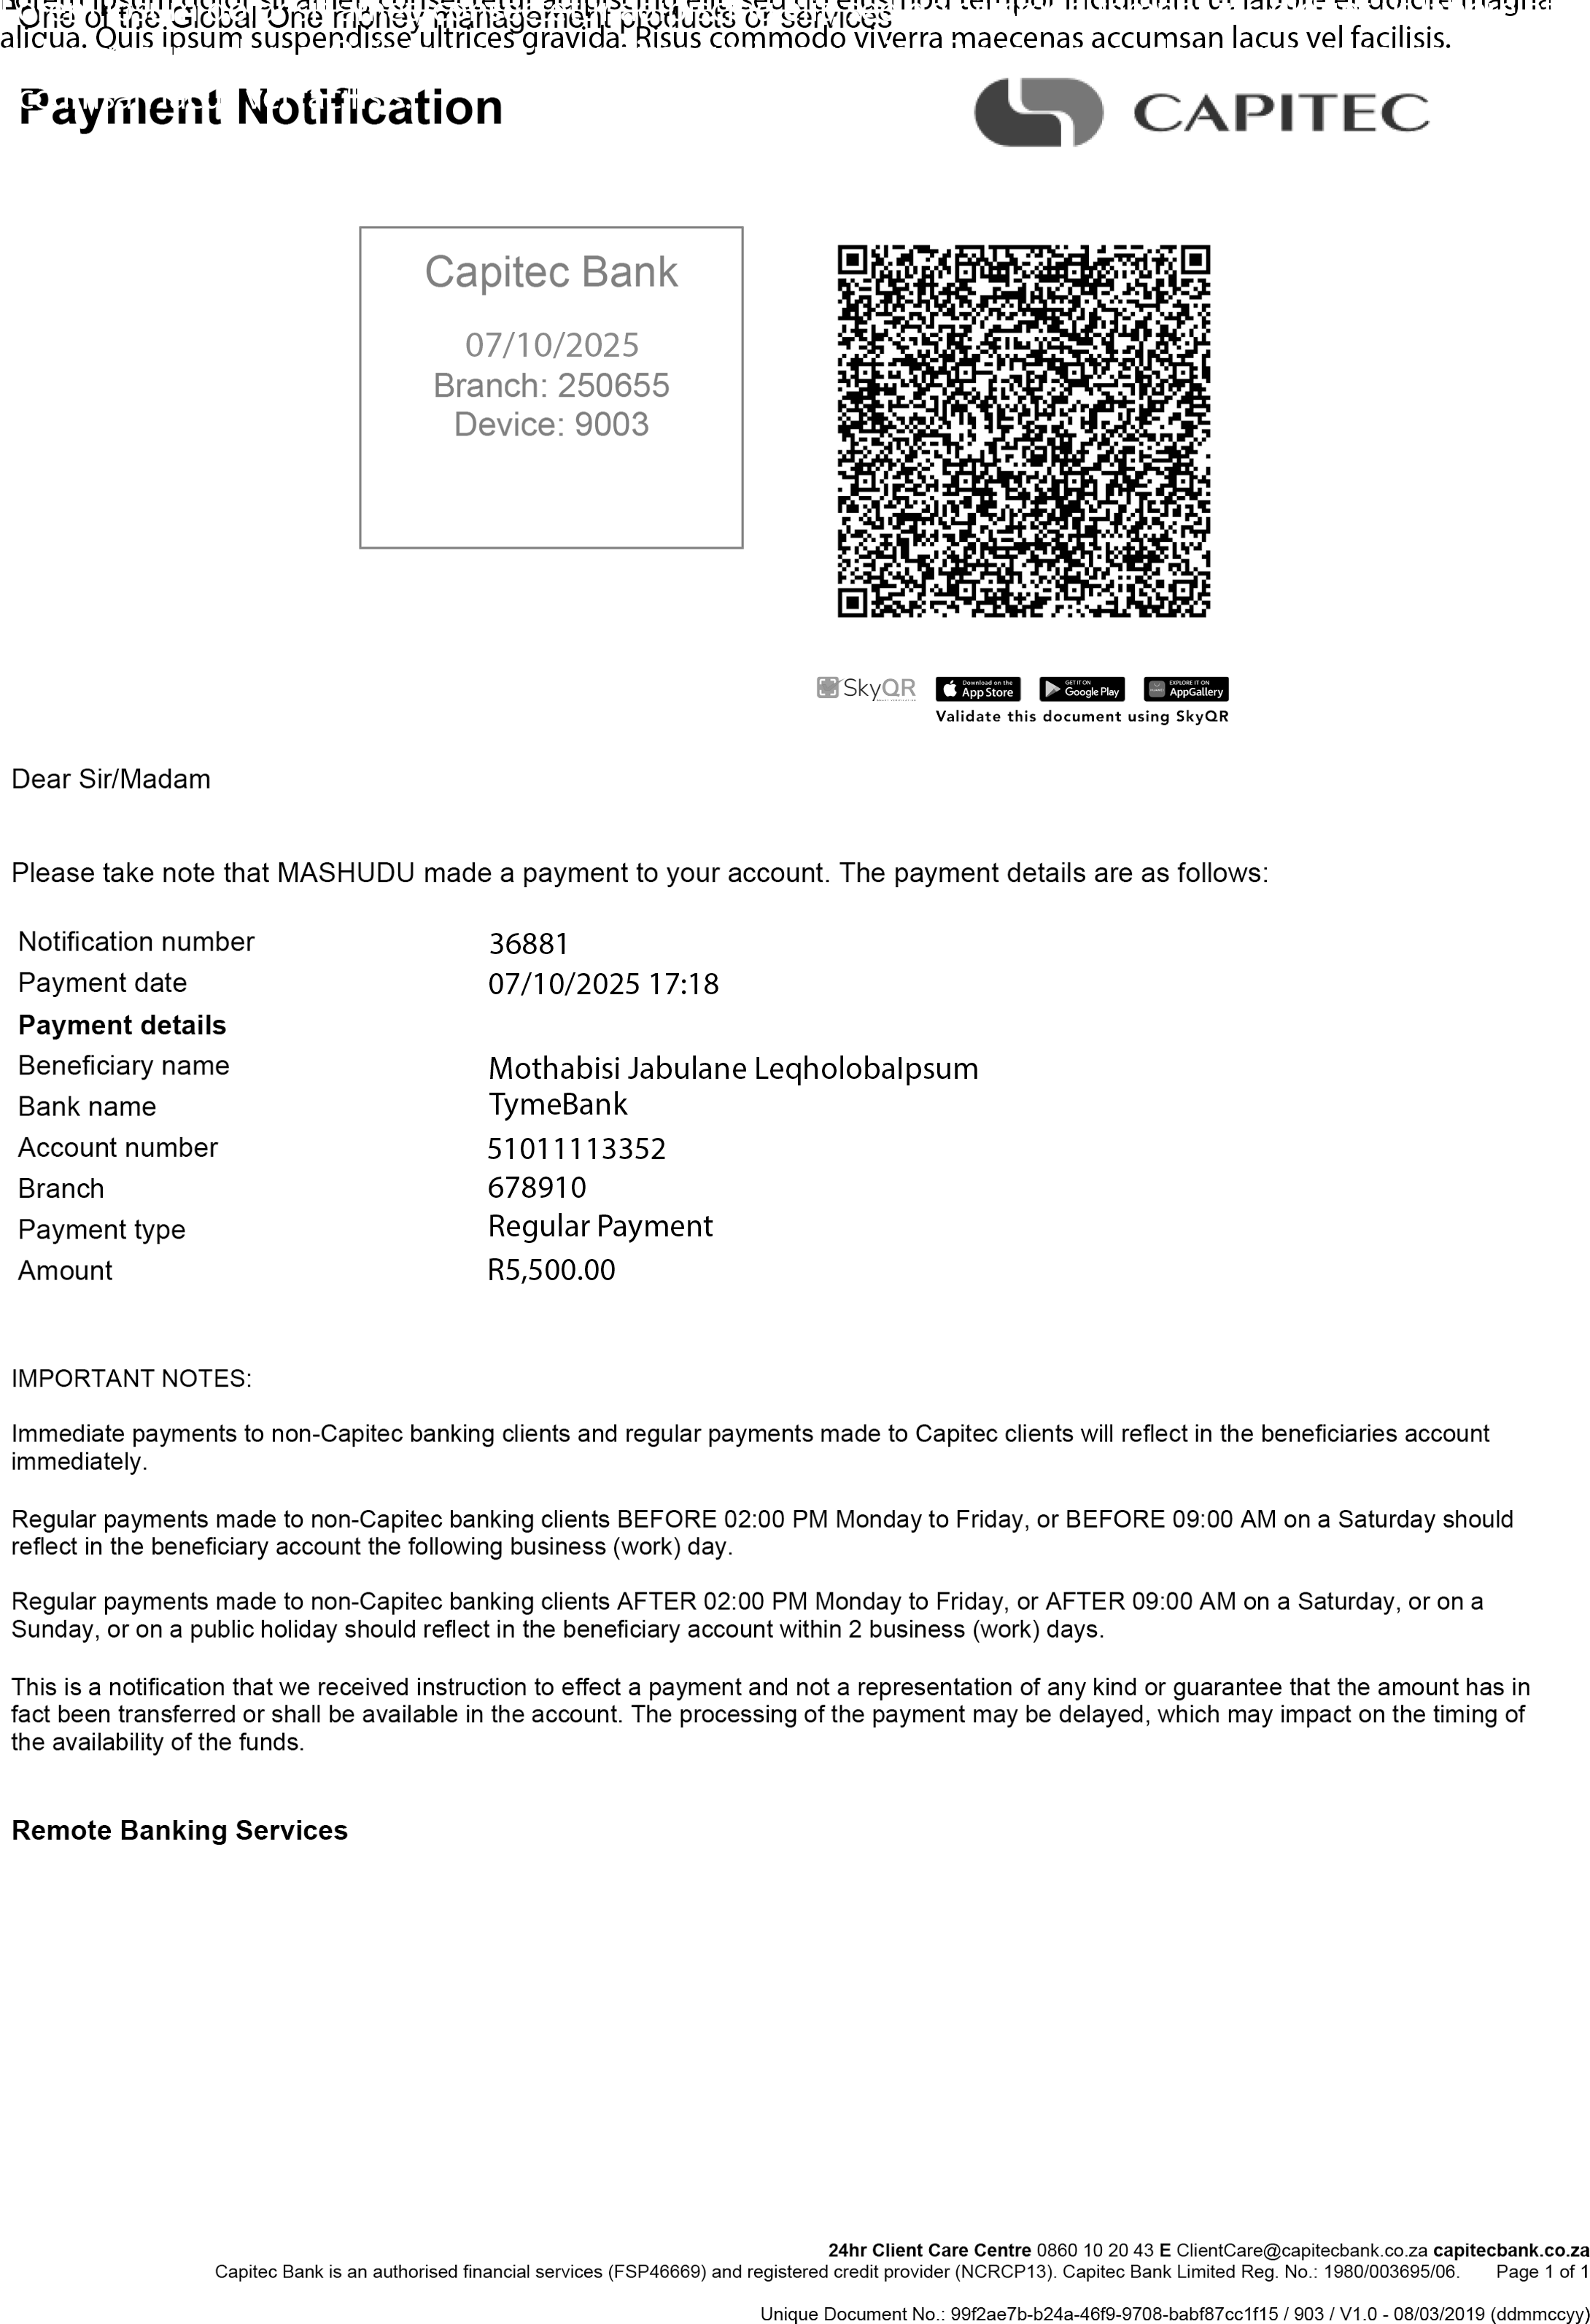 One of the Global One money management products or services
aliqua. Quis ipsum suspendisse ultrices gravida. Risus commodo viverra maecenas accumsan lacus vel facilisis.
Payment Notification
CAPITEC
Capitec Bank
07/10/2025
Branch: 250655
Device: 9003
SkyQR
Download on the App Store
GET IT ON Google Play
EXPLORE IT ON AppGallery
Validate this document using SkyQR
Dear Sir/Madam
Please take note that MASHUDU made a payment to your account. The payment details are as follows:
Notification number 36881
Payment date 07/10/2025 17:18
Payment details
Beneficiary name Mothabisi Jabulane LeqholobaIpsum
Bank name TymeBank
Account number 51011113352
Branch 678910
Payment type Regular Payment
Amount R5,500.00
IMPORTANT NOTES:
Immediate payments to non-Capitec banking clients and regular payments made to Capitec clients will reflect in the beneficiaries account
immediately.
Regular payments made to non-Capitec banking clients BEFORE 02:00 PM Monday to Friday, or BEFORE 09:00 AM on a Saturday should
reflect in the beneficiary account the following business (work) day.
Regular payments made to non-Capitec banking clients AFTER 02:00 PM Monday to Friday, or AFTER 09:00 AM on a Saturday, or on a
Sunday, or on a public holiday should reflect in the beneficiary account within 2 business (work) days.
This is a notification that we received instruction to effect a payment and not a representation of any kind or guarantee that the amount has in
fact been transferred or shall be available in the account. The processing of the payment may be delayed, which may impact on the timing of
the availability of the funds.
Remote Banking Services
24hr Client Care Centre 0860 10 20 43 E ClientCare@capitecbank.co.za capitecbank.co.za
Capitec Bank is an authorised financial services (FSP46669) and registered credit provider (NCRCP13). Capitec Bank Limited Reg. No.: 1980/003695/06. Page 1 of 1
Unique Document No.: 99f2ae7b-b24a-46f9-9708-babf87cc1f15 / 903 / V1.0 - 08/03/2019 (ddmmccyy)